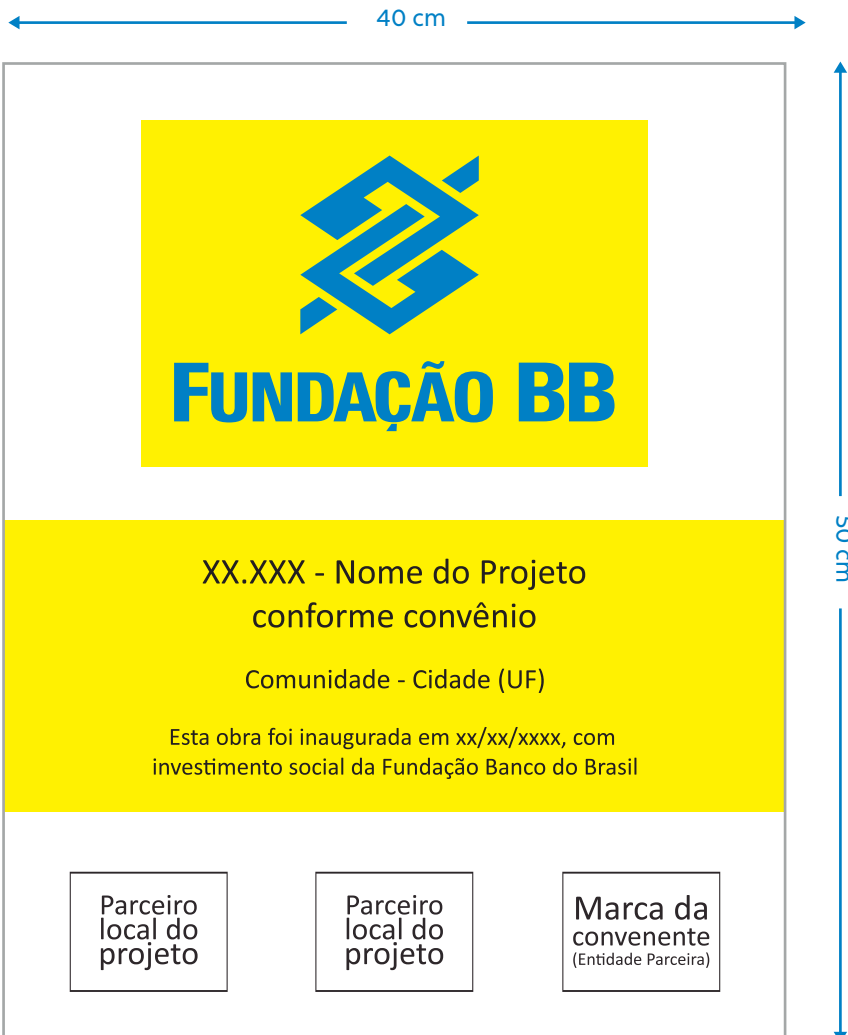 40 cm
FUNDAÇÃO BB
50 cm
XX.XXX - Nome do Projeto
conforme convênio
Comunidade - Cidade (UF)
Esta obra foi inaugurada em xx/xx/xxxx, com
investimento social da Fundação Banco do Brasil
Parceiro
local do
projeto
Parceiro
local do
projeto
Marca da
convenente
(Entidade Parceira)